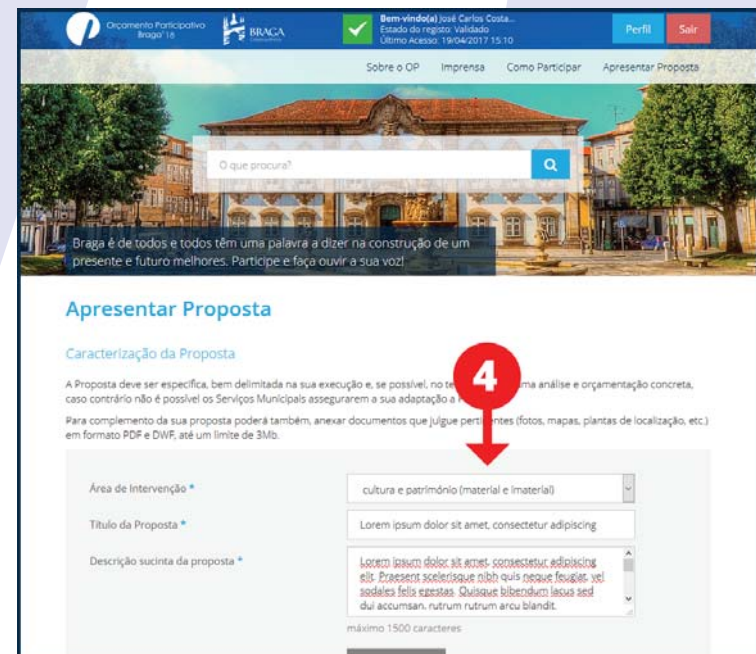 Orçamento Participativo
Braga'18
BRAGA
Bem-vindo(a) José Carlos Costa...
Estado do registo: Validado
Último Acesso: 19/04/2017 15:10
Perfil
Sair
Sobre o OP
Imprensa
Como Participar
Apresentar Proposta
O que procura?
Braga é de todos e todos têm uma palavra a dizer na construção de um
presente e futuro melhores. Participe e faça ouvir a sua voz!
Apresentar Proposta
Caracterização da Proposta
4
A Proposta deve ser específica, bem delimitada na sua execução e, se possível, no ma análise e orçamentação concreta,
caso contrário não é possível os Serviços Municipais assegurarem a sua adaptação a
Para complemento da sua proposta poderá também, anexar documentos que julgue pertinentes (fotos, mapas, plantas de localização, etc.)
em formato PDF e DWF, até um limite de 3Mb.
Área de Intervenção *
cultura e património (material e imaterial)
Título da Proposta *
Lorem ipsum dolor sit amet, consectetur adipiscing
Descrição sucinta da proposta *
Lorem ipsum dolor sit amet, consectetur adipiscing
elit. Praesent scelerisque nibh quis neque feugiat, vel
sodales felis egestas. Quisque bibendum lacus sed
dui accumsan, rutrum rutrum arcu blandit.
máximo 1500 caracteres